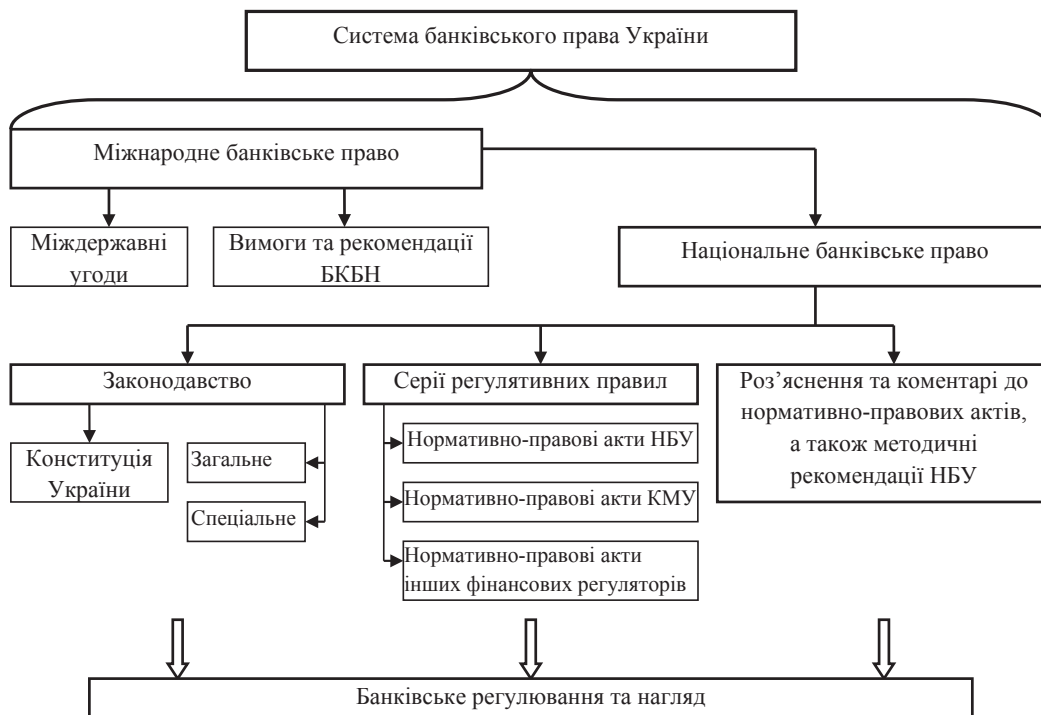 Система банківського права України
Міжнародне банківське право
Міждержавні
угоди
Вимоги та рекомендації
БКБН
Національне банківське право
Законодавство
Конституція
України
Загальне
Спеціальне
Серії регулятивних правил
Нормативно-правові акти НБУ
Нормативно-правові акти КМУ
Нормативно-правові акти
інших фінансових регуляторів
Роз’яснення та коментарі до
нормативно-правових актів,
а також методичні
рекомендації НБУ
Банківське регулювання та нагляд